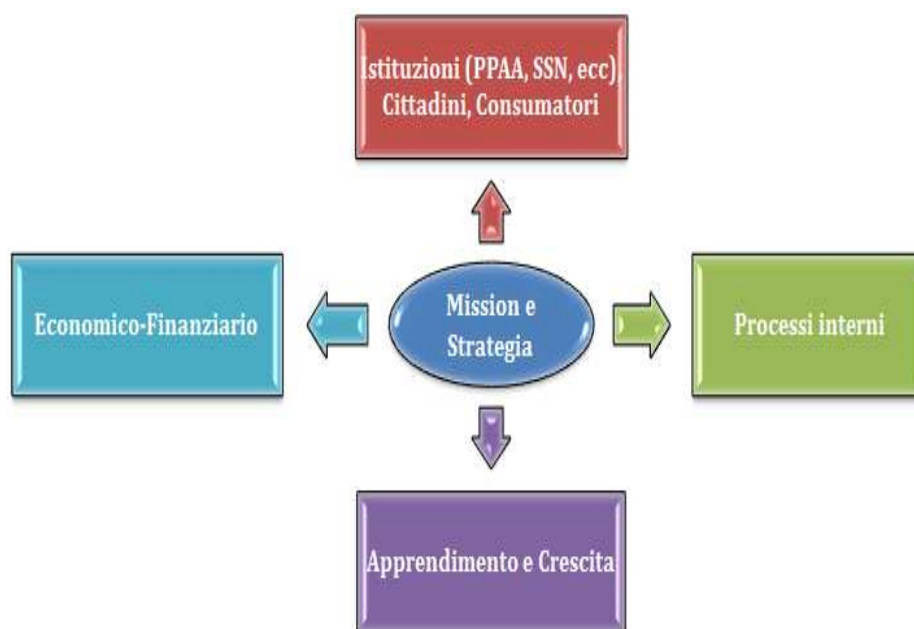 Istituzioni (PPAA, SSN, ecc),
Cittadini, Consumatori
Economico-Finanziario
Mission e
Strategia
Processi interni
Apprendimento e Crescita